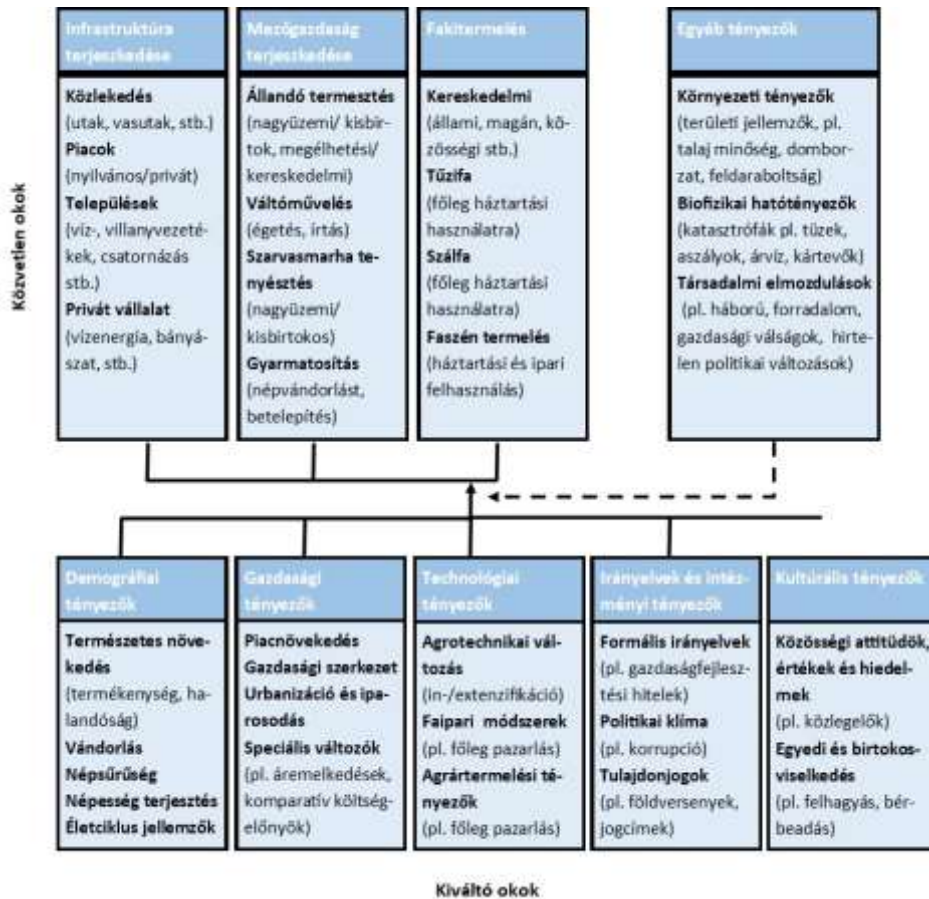 Közvetlen okok
Infrastruktúra
terjeszkedése
Közlekedés
(utak, vasutak, stb.)
Piacok
(nyilvános/privát)
Települések
(víz-, villanyvezeté-
kek, csatornázás
stb.)
Privát vállalat
(vízenergia, bányá-
szat, stb.)
Mezőgazdaság
terjeszkedése
Állandó termesztés
(nagyüzemi/ kisbir-
tok, megélhetési/
kereskedelmi)
Váltóművelés
(égetés, írtás)
Szarvasmarha te-
nyésztés
(nagyüzemi/
kisbirtokos)
Gyarmatosítás
(népvándorlást,
betelepítés)
Fakitermelés
Kereskedelmi
(állami, magán, kö-
zösségi stb.)
Tűzifa
(főleg háztartási
használatra)
Szálfa
(főleg háztartási
használatra)
Faszén termelés
(háztartási és ipari
felhasználás)
Egyéb tényezők
Környezeti tényezők
(területi jellemzők, pl.
talaj minőség, dombor-
zat, feldaraboltság)
Biofizikai hatótényezők
(katasztrófák pl. tüzek,
aszályok, árvíz, kártevők)
Társadalmi elmozdulások
(pl. háború, forradalom,
gazdasági válságok, hirte-
len politikai változások)
Demográfiai
tényezők
Természetes növe-
kedés
(termékenység, ha-
landóság)
Vándorlás
Népsűrűség
Népesség terjesztés
Életciklus jellemzők
Gazdasági
tényezők
Piacnövekedés
Gazdasági szerkezet
Urbanizáció és ipa-
rosodás
Speciális változók
(pl. áremelkedések,
komparatív költség-
előnyök)
Technológiai
tényezők
Agrotechnikai vál-
tozás
(in-/extenzifikáció)
Faipari módszerek
(pl. főleg pazarlás)
Agrártermelési té-
nyezők
(pl. főleg pazarlás)
Irányelvek és intéz-
ményi tényezők
Formális irányelvek
(pl. gazdaságfejlesz-
tési hitelek)
Politikai klíma
(pl. korrupció)
Tulajdonjogok
(pl. földversenyek,
jogcímek)
Kultúrális tényezők
Közösségi attitűdök,
értékek és hiedel-
mek
(pl. közlegelők)
Egyedi és birtokos-
viselkedés
(pl. felhagyás, bér-
beadás)
Kiváltó okok